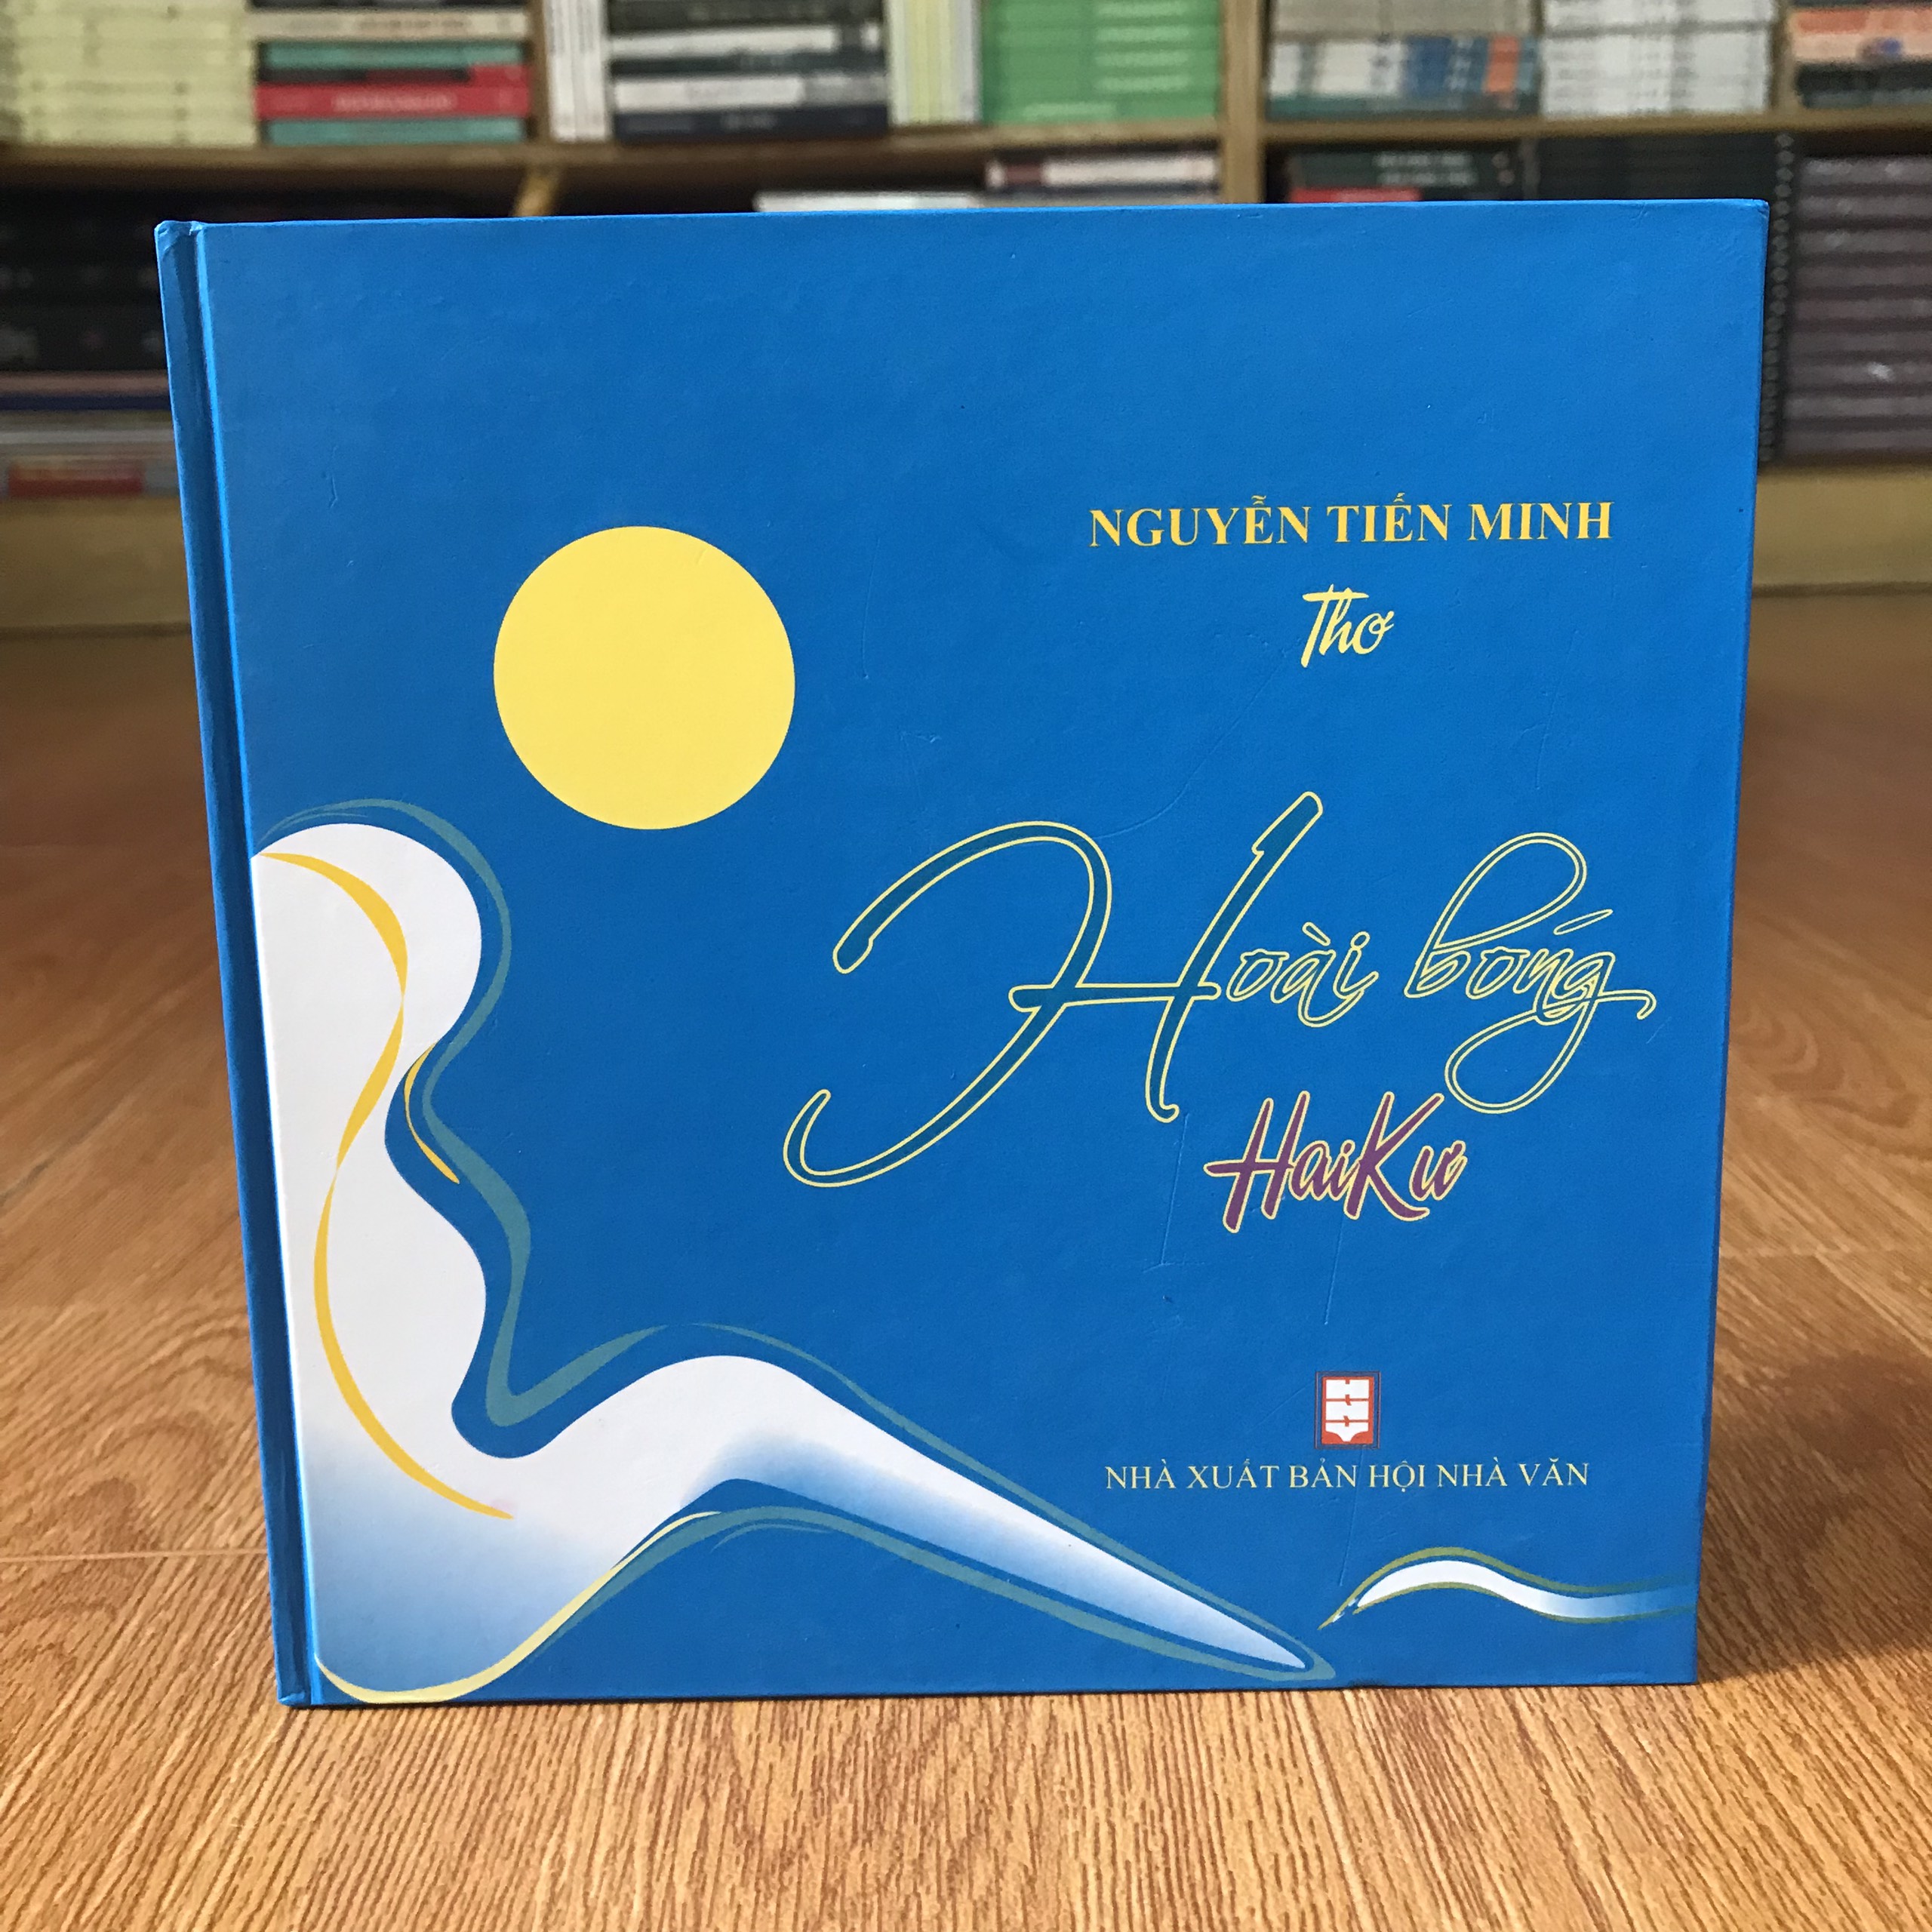 NGUYỄN TIẾN MINH
Thơ
Hoài bóng
HaiKư
NHÀ XUẤT BẢN HỘI NHÀ VĂN